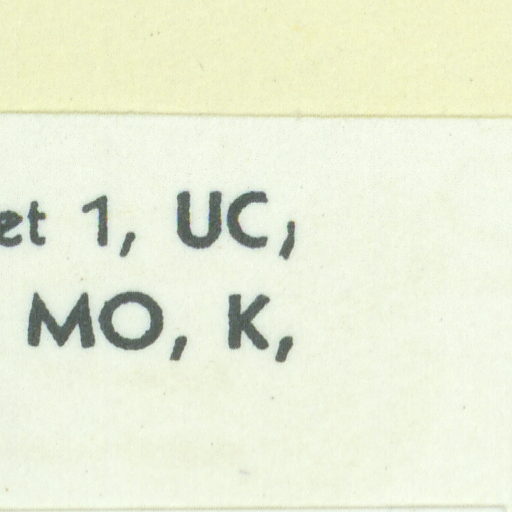 et 1, UC,
MO, K,